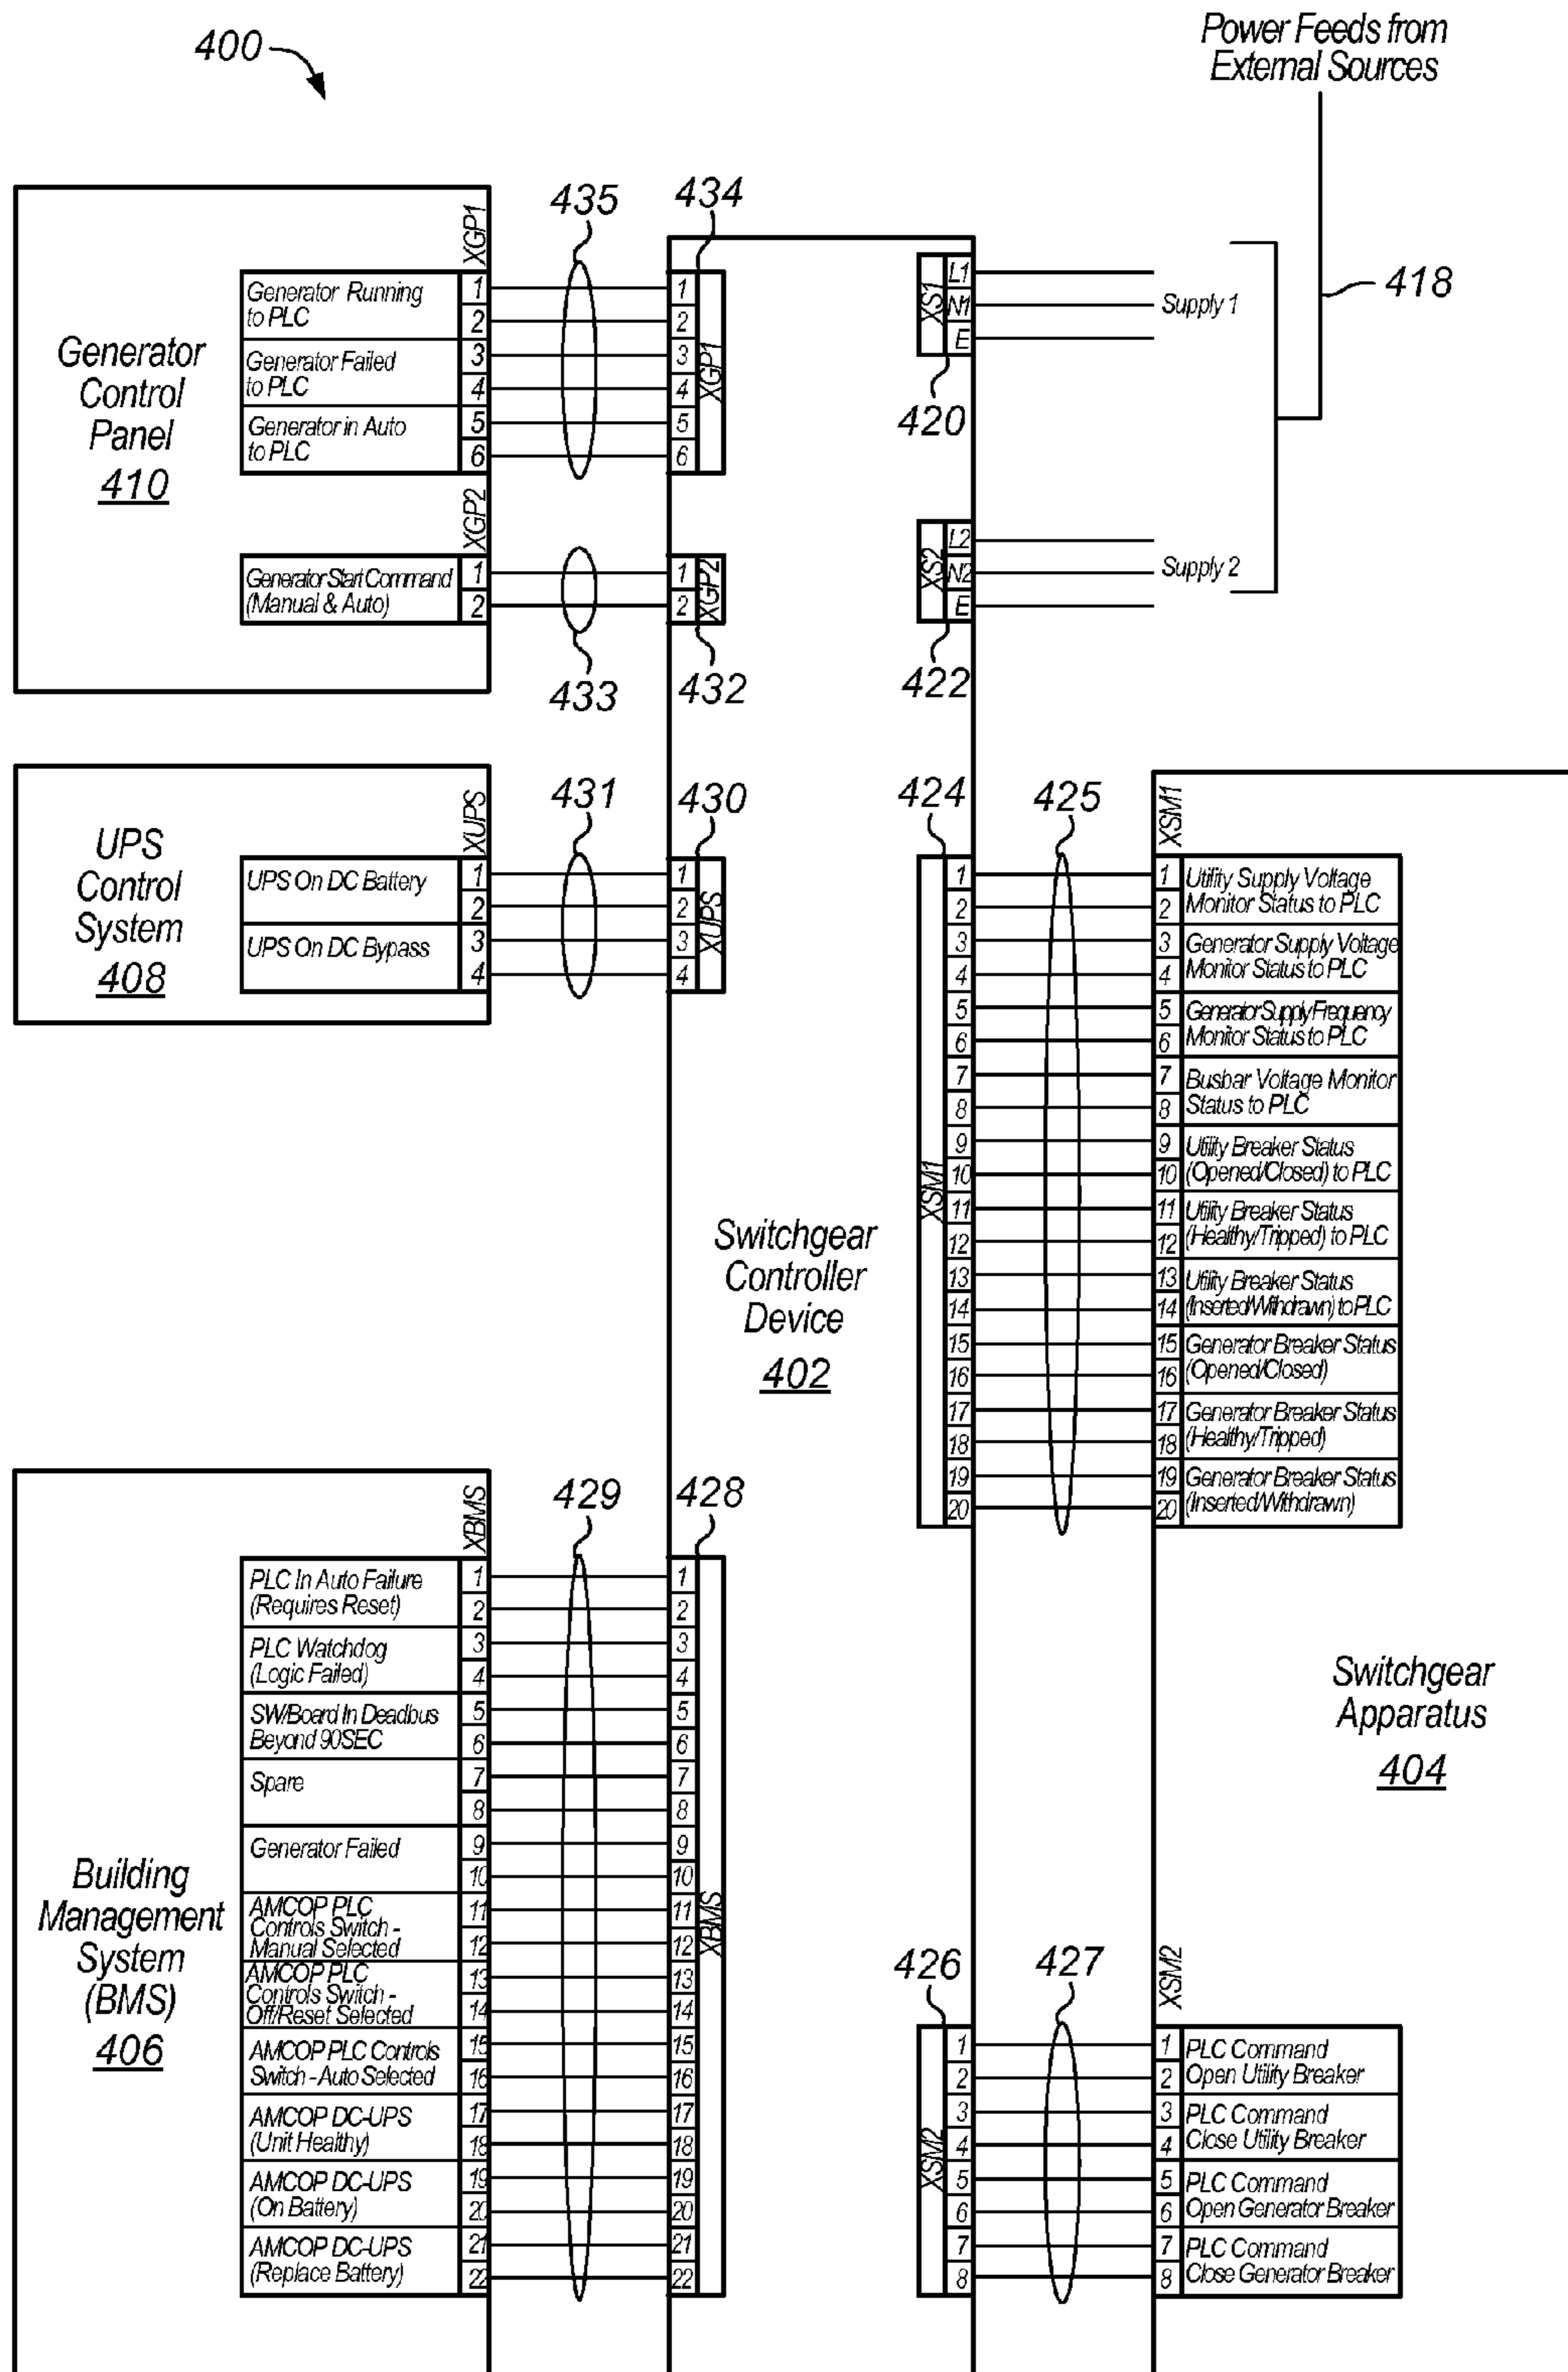 400
Power Feeds from
External Sources
418
Generator
Control
Panel
410
XGP1
Generator Running
to PLC
1
2
Generator Failed
to PLC
3
4
Generator in Auto
to PLC
5
6
XGP2
Generator Start Command
(Manual & Auto)
1
2
435
434
1
2
3
4
5
6
XGP1
433
432
1
2
XGP2
XS1
L1
N1
E
Supply 1
420
XS2
L2
N2
E
Supply 2
422
UPS
Control
System
408
XUPS
UPS On DC Battery
1
2
UPS On DC Bypass
3
4
431
430
1
2
3
4
XUPS
Switchgear
Controller
Device
402
424
425
XSM1
1
2
3
4
5
6
7
8
9
10
11
12
13
14
15
16
17
18
19
20
XSM1
1
2
Utility Supply Voltage
Monitor Status to PLC
3
4
Generator Supply Voltage
Monitor Status to PLC
5
6
Generator Supply Frequency
Monitor Status to PLC
7
8
Busbar Voltage Monitor
Status to PLC
9
10
Utility Breaker Status
(Opened/Closed) to PLC
11
12
Utility Breaker Status
(Healthy/Tripped) to PLC
13
14
Utility Breaker Status
(Inserted/Withdrawn) to PLC
15
16
Generator Breaker Status
(Opened/Closed)
17
18
Generator Breaker Status
(Healthy/Tripped)
19
20
Generator Breaker Status
(Inserted/Withdrawn)
Switchgear
Apparatus
404
Building
Management
System
(BMS)
406
XBMS
PLC In Auto Failure
(Requires Reset)
1
2
PLC Watchdog
(Logic Failed)
3
4
SW/Board In Deadbus
Beyond 90SEC
5
6
Spare
7
8
Generator Failed
9
10
AMCOP PLC
Controls Switch -
Manual Selected
11
12
AMCOP PLC
Controls Switch -
Off/Reset Selected
13
14
AMCOP PLC Controls
Switch - Auto Selected
15
16
AMCOP DC-UPS
(Unit Healthy)
17
18
AMCOP DC-UPS
(On Battery)
19
20
AMCOP DC-UPS
(Replace Battery)
21
22
429
428
1
2
3
4
5
6
7
8
9
10
11
12
13
14
15
16
17
18
19
20
21
22
XBMS
426
427
XSM2
1
2
3
4
5
6
7
8
XSM2
1
2
PLC Command
Open Utility Breaker
3
4
PLC Command
Close Utility Breaker
5
6
PLC Command
Open Generator Breaker
7
8
PLC Command
Close Generator Breaker